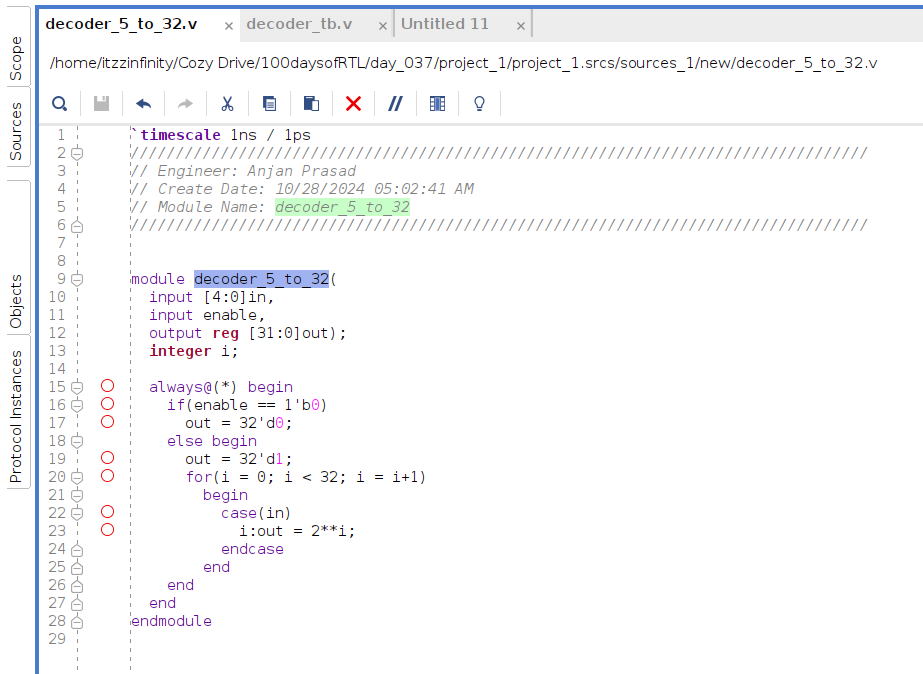 Scope
Sources
Objects
Protocol Instances
decoder_5_to_32.v × decoder_tb.v × Untitled 11 ×
/home/itzzinfinity/Cozy Drive/100daysofRTL/day_037/project_1/project_1.srcs/sources_1/new/decoder_5_to_32.v
1 `timescale 1ns / 1ps
2 //////////////////////////////////////////////////////////////////////////////////
3 // Engineer: Anjan Prasad
4 // Create Date: 10/28/2024 05:02:41 AM
5 // Module Name: decoder_5_to_32
6 //////////////////////////////////////////////////////////////////////////////////
7
8
9 module decoder_5_to_32(
10   input [4:0]in,
11   input enable,
12   output reg [31:0]out);
13   integer i;
14
15   always@(*) begin
16     if(enable == 1'b0)
17       out = 32'd0;
18     else begin
19       out = 32'd1;
20       for(i = 0; i < 32; i = i+1)
21         begin
22           case(in)
23             i:out = 2**i;
24           endcase
25         end
26     end
27   end
28 endmodule
29